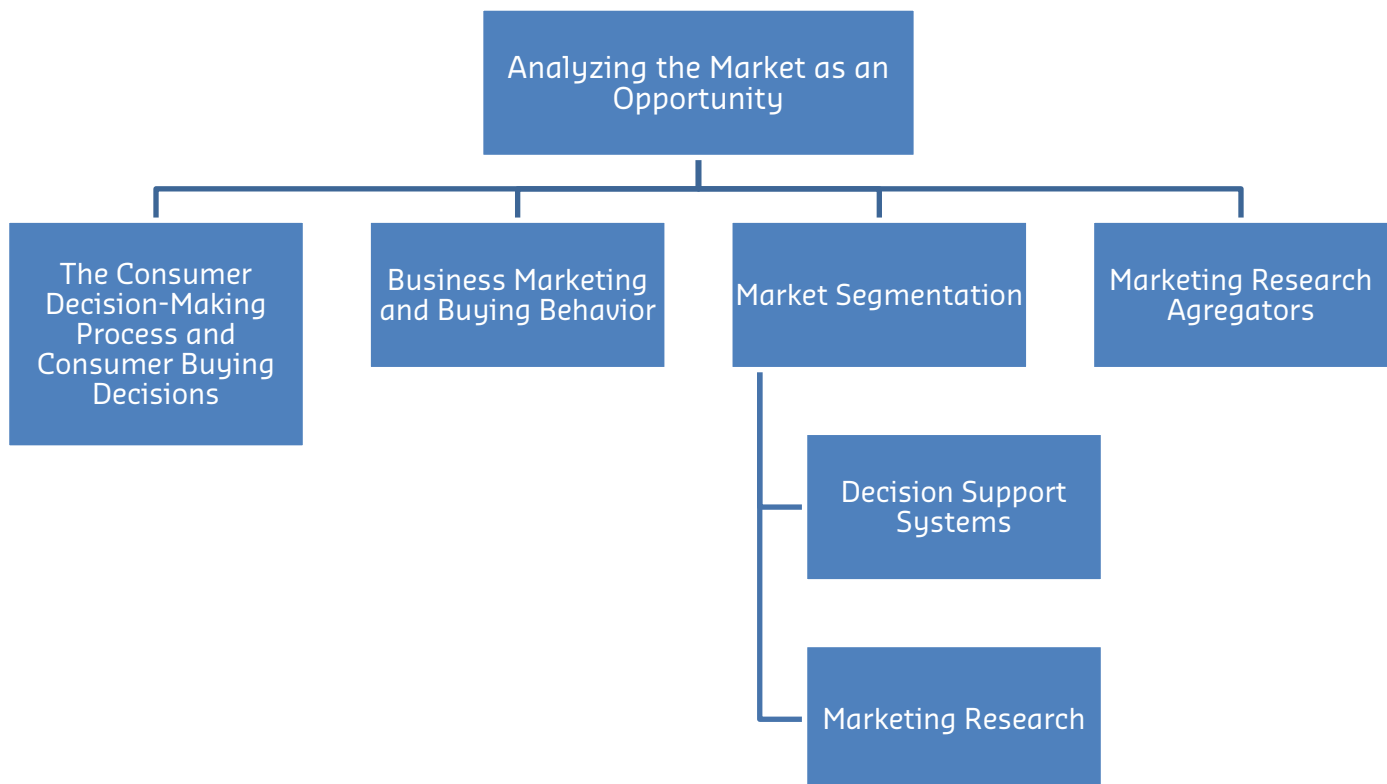 Analyzing the Market as an
Opportunity
The Consumer
Decision-Making
Process and
Consumer Buying
Decisions
Business Marketing
and Buying Behavior
Market Segmentation
Marketing Research
Agregators
Decision Support
Systems
Marketing Research